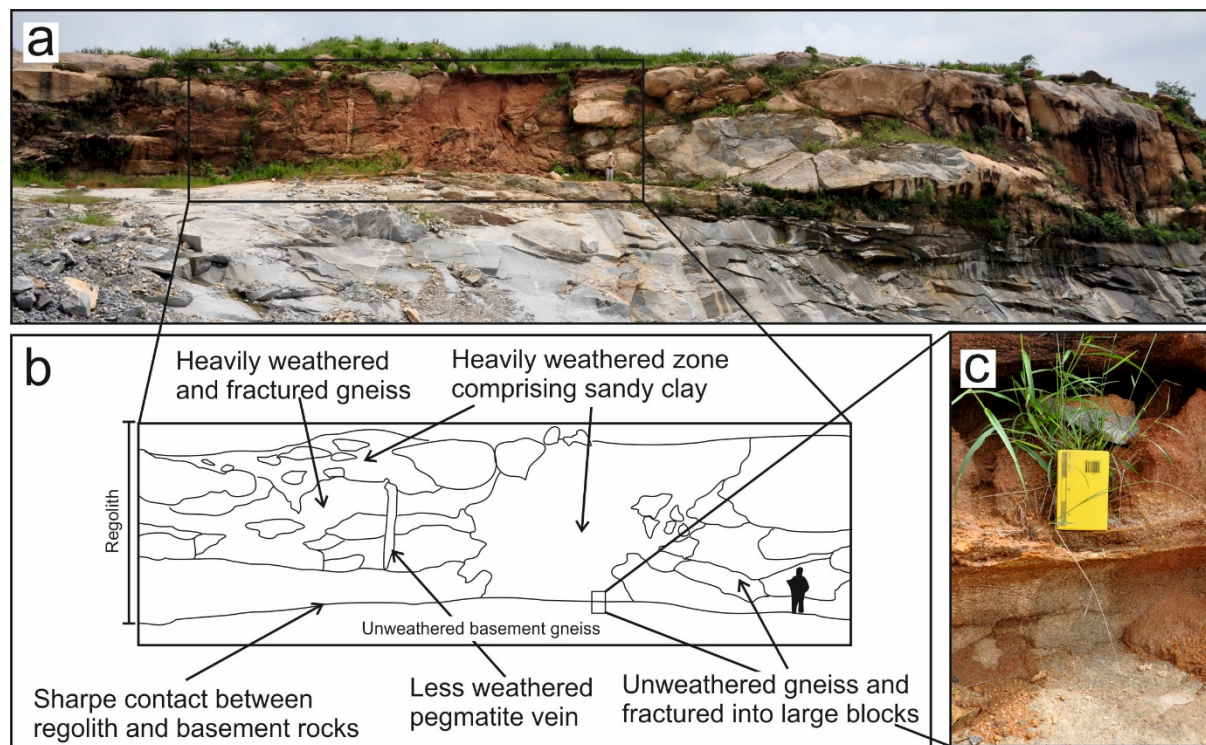 a
b
Heavily weathered
and fractured gneiss
Heavily weathered zone
comprising sandy clay
c
Regolith
Unweathered basement gneiss
Sharpe contact between
regolith and basement rocks
Less weathered
pegmatite vein
Unweathered gneiss and
fractured into large blocks